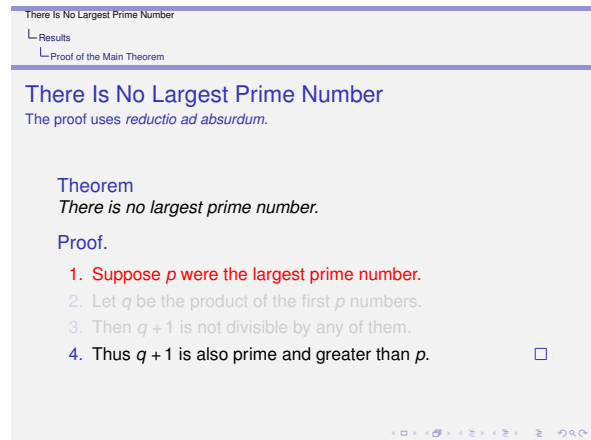 There Is No Largest Prime Number
Results
Proof of the Main Theorem
There Is No Largest Prime Number
The proof uses reductio ad absurdum.
Theorem
There is no largest prime number.
Proof.
1. Suppose p were the largest prime number.
2. Let q be the product of the first p numbers.
3. Then q + 1 is not divisible by any of them.
4. Thus q + 1 is also prime and greater than p. □